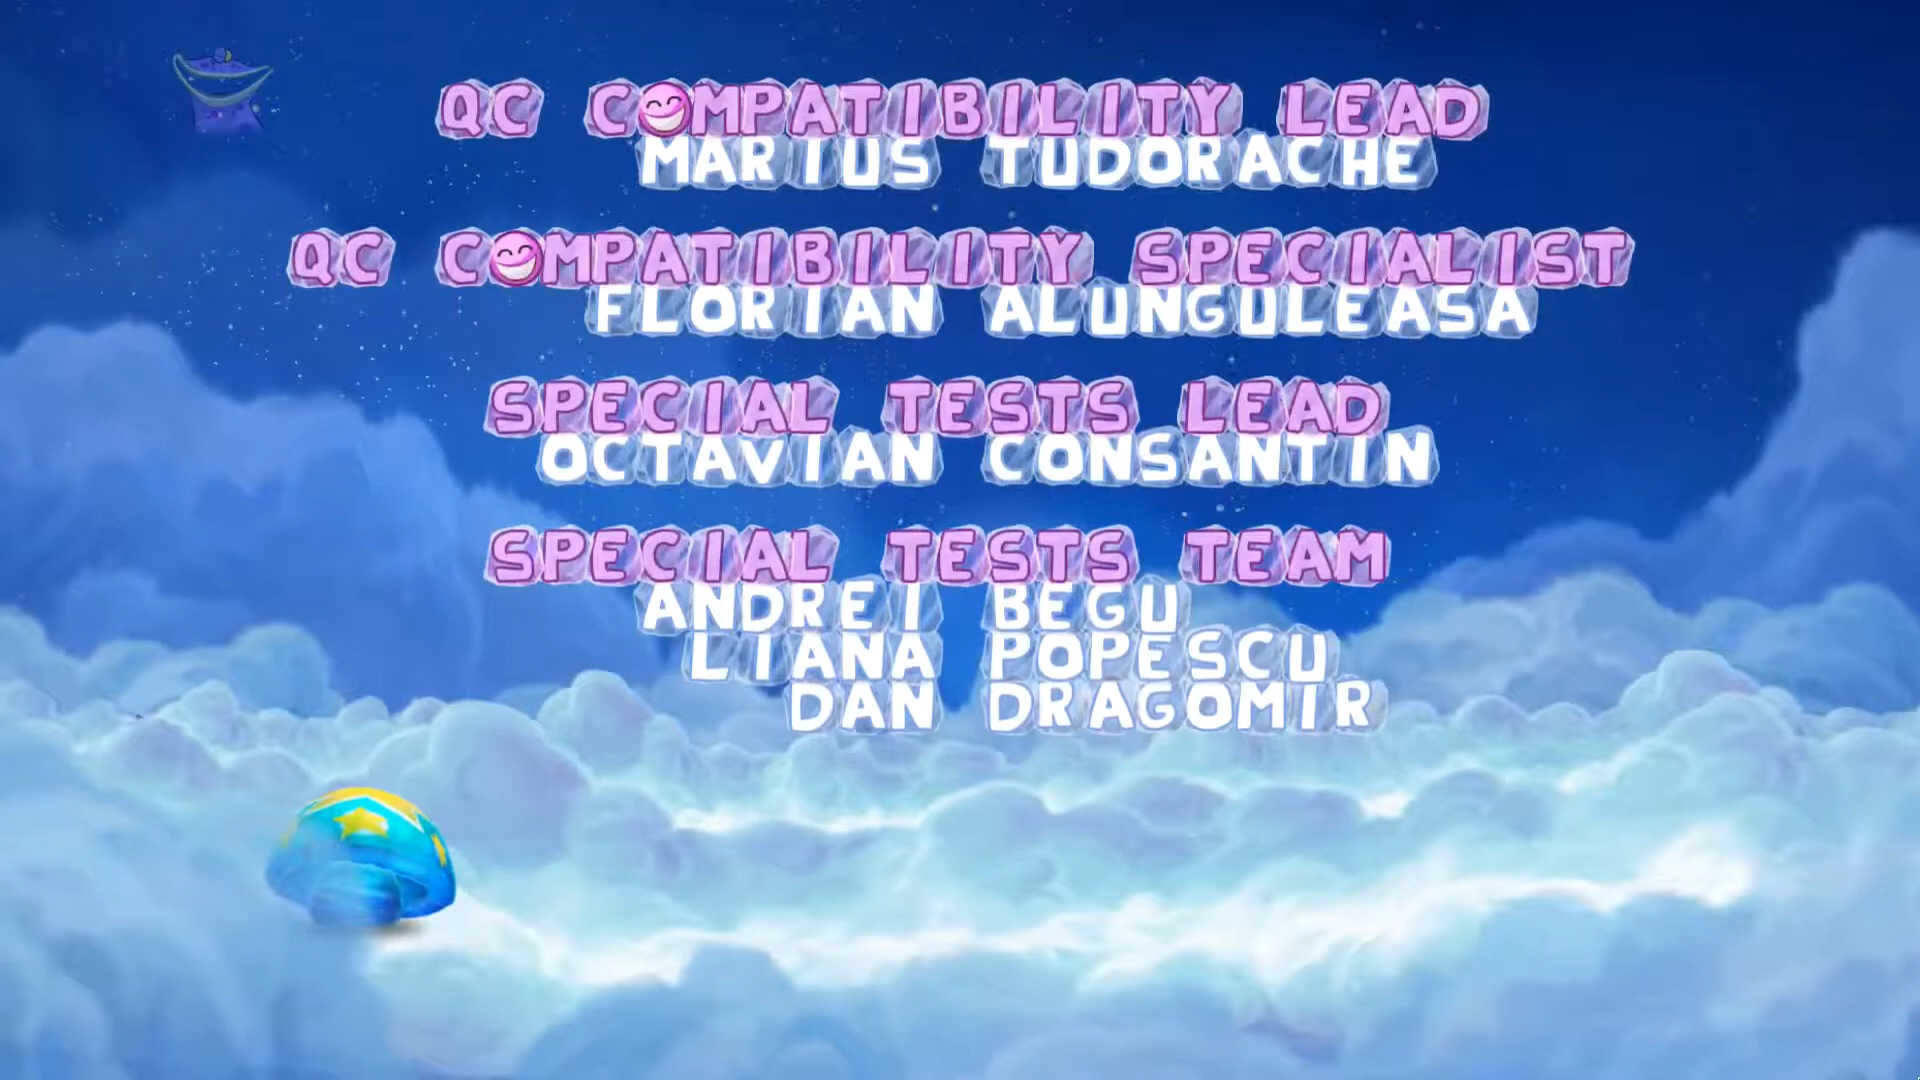 QC COMPATIBILITY LEAD
MARIUS TUDORACHE
QC COMPATIBILITY SPECIALIST
FLORIAN ALUNGULEASA
SPECIAL TESTS LEAD
OCTAVIAN CONSANTIN
SPECIAL TESTS TEAM
ANDREI BEGU
LIANA POPESCU
DAN DRAGOMIR